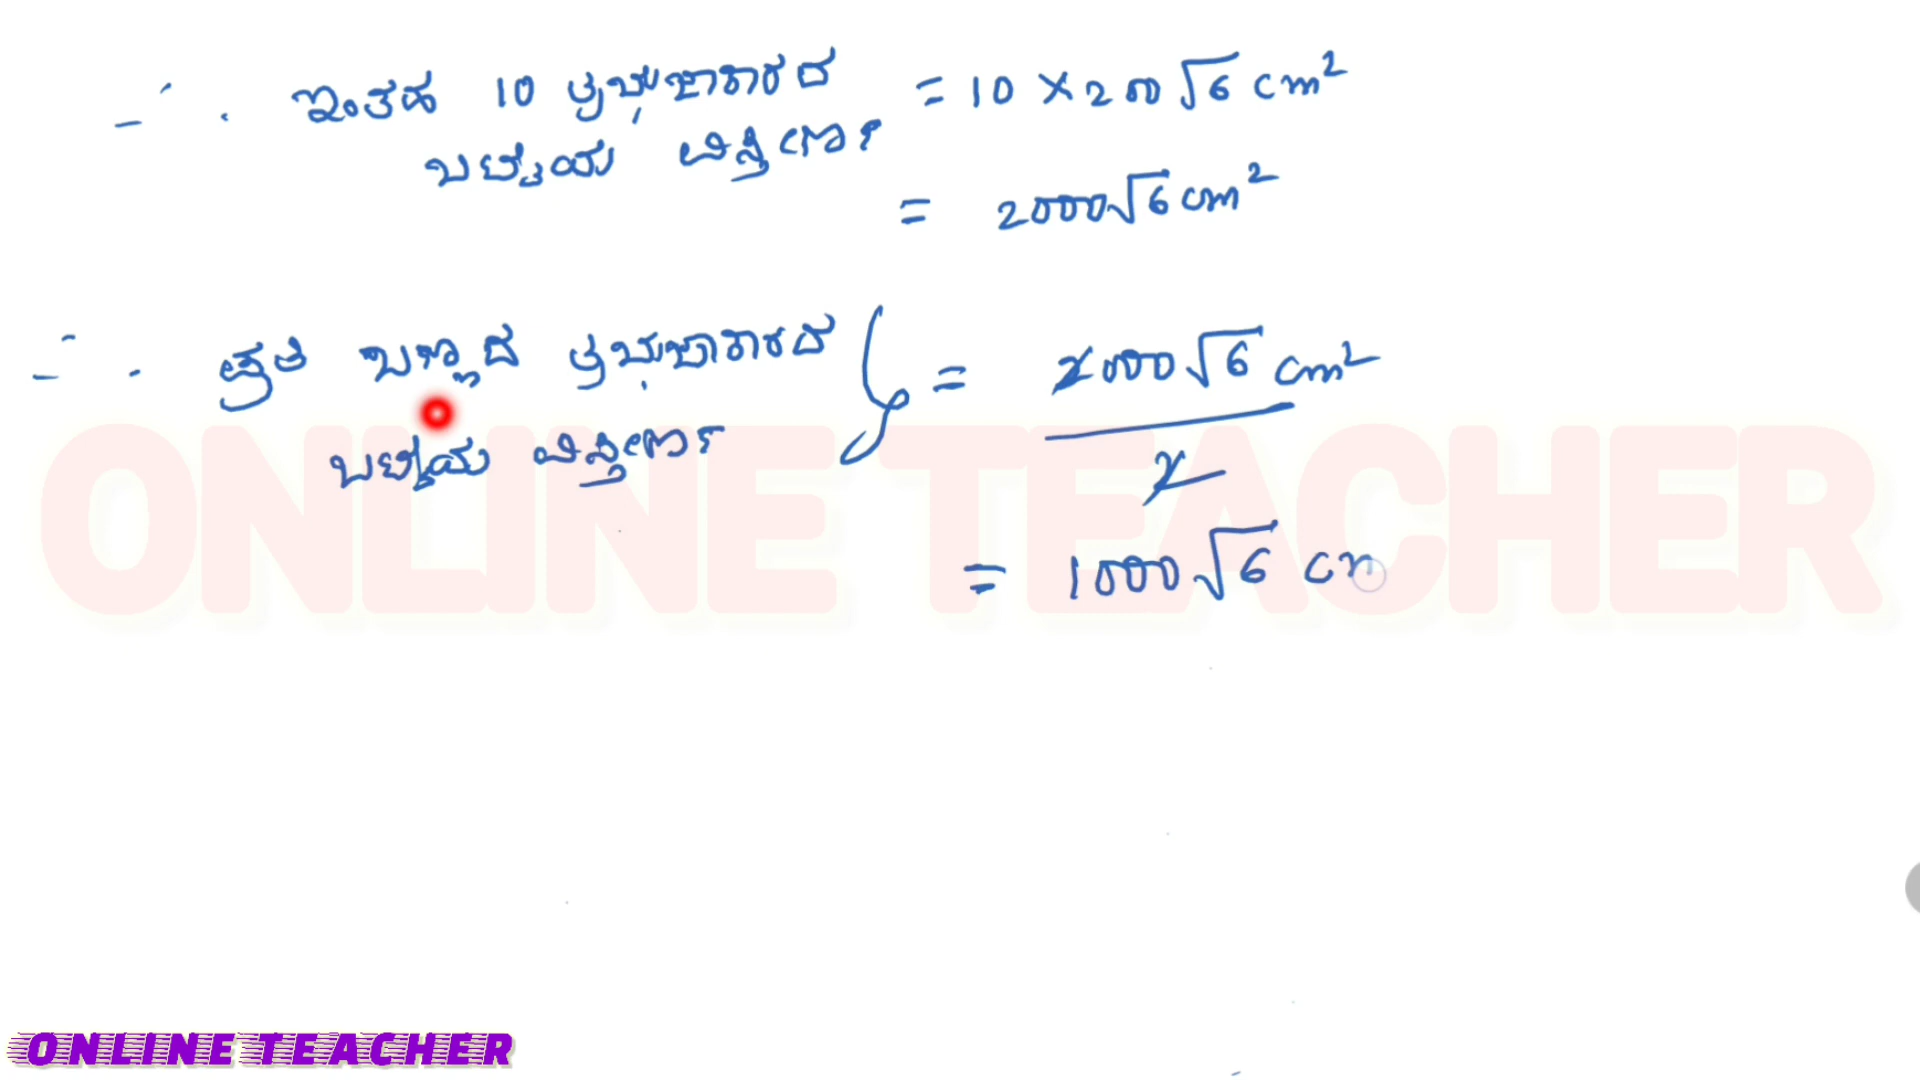 ∴ ಇಂತಹ 10 ತ್ರಿಭುಜಾಕಾರದ = 10 × 200√6 cm²
ಬಟ್ಟೆಯ ವಿಸ್ತೀರ್ಣ
= 2000√6 cm²
∴ ಪ್ರತಿ ಬಣ್ಣದ ತ್ರಿಭುಜಾಕಾರದ } = 2000√6 cm²
ಬಟ್ಟೆಯ ವಿಸ್ತೀರ್ಣ 2
= 1000√6 cm
ONLINE TEACHER
ONLINE TEACHER